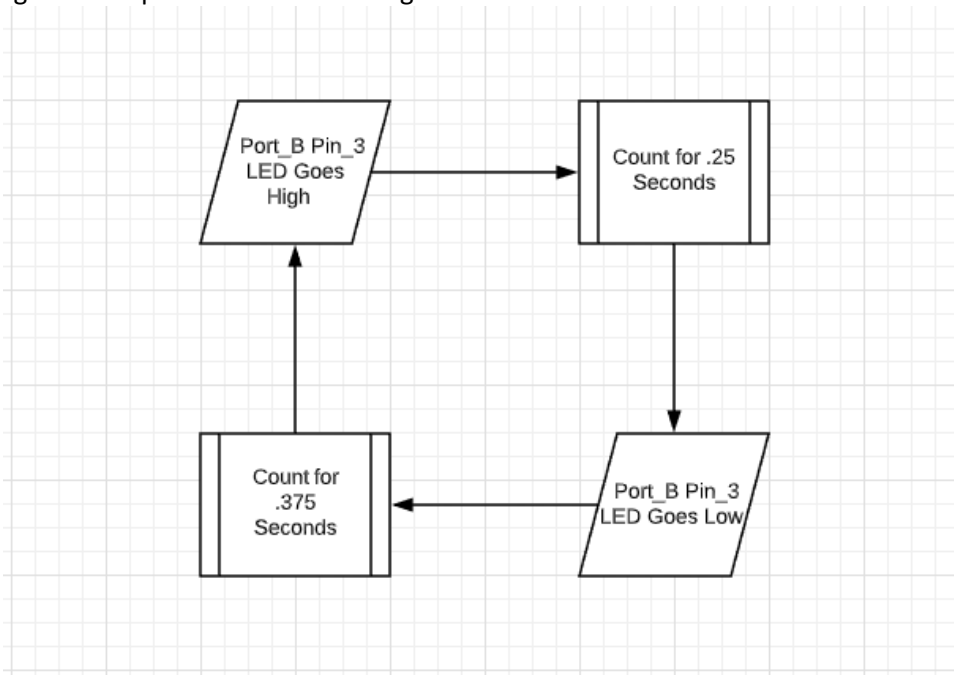 Port_B Pin_3
LED Goes
High
Count for .25
Seconds
Count for
.375
Seconds
Port_B Pin_3
LED Goes Low